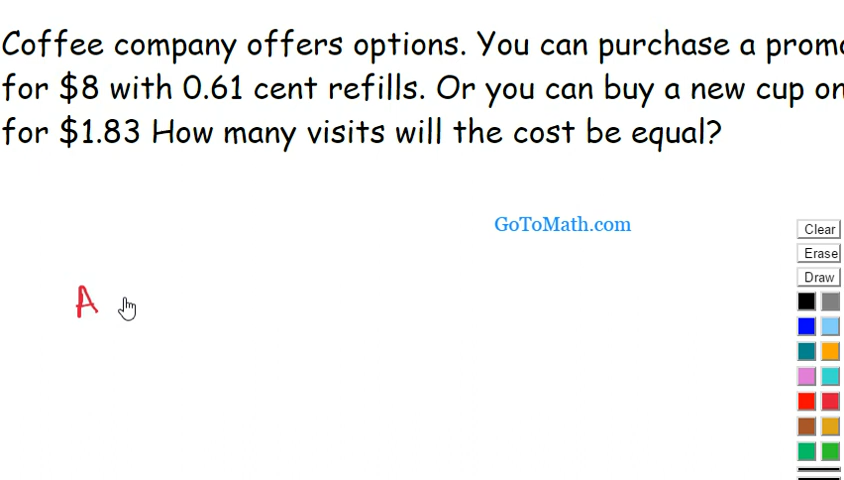 Coffee company offers options. You can purchase a promo
for $8 with 0.61 cent refills. Or you can buy a new cup on
for $1.83 How many visits will the cost be equal?
GoToMath.com
Clear
Erase
Draw
A